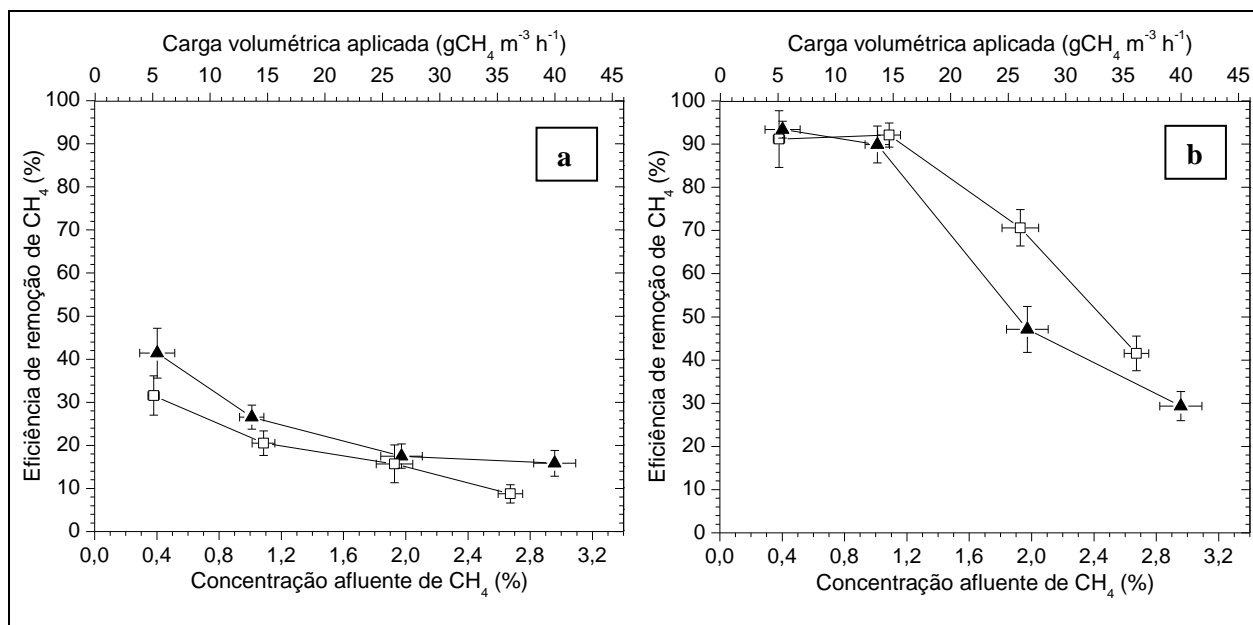 Carga volumétrica aplicada (gCH₄ m⁻³ h⁻¹)
0 5 10 15 20 25 30 35 40 45
100
90
80
70
60
50
40
30
20
10
0
Eficiência de remoção de CH₄ (%)
a
0,0 0,4 0,8 1,2 1,6 2,0 2,4 2,8 3,2
Concentração afluente de CH₄ (%)
Carga volumétrica aplicada (gCH₄ m⁻³ h⁻¹)
0 5 10 15 20 25 30 35 40 45
100
90
80
70
60
50
40
30
20
10
0
Eficiência de remoção de CH₄ (%)
b
0,0 0,4 0,8 1,2 1,6 2,0 2,4 2,8 3,2
Concentração afluente de CH₄ (%)